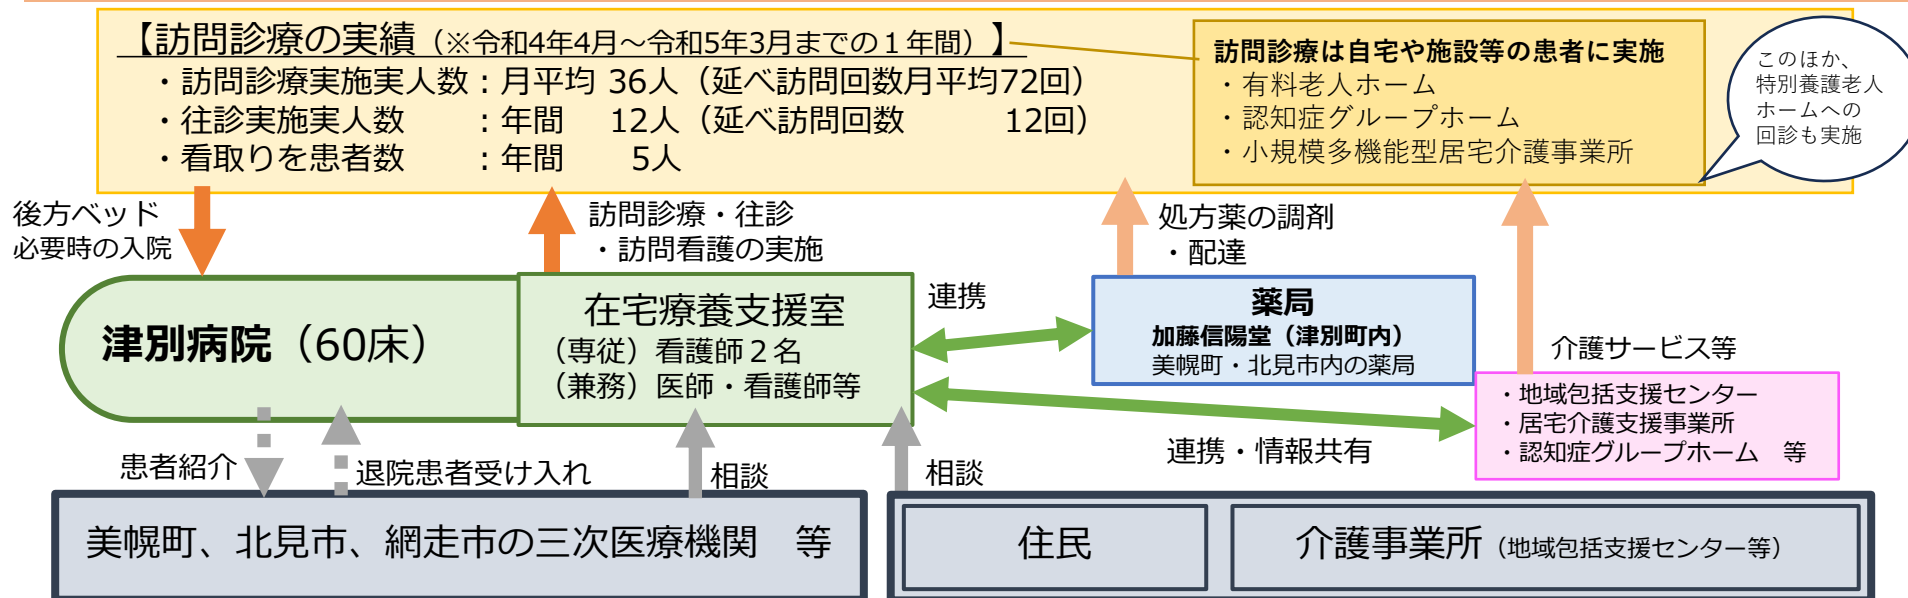 【訪問診療の実績（※令和4年4月～令和5年3月までの１年間）】
・訪問診療実施実人数：月平均 36人（延べ訪問回数月平均72回）
・往診実施実人数　　：年間　12人（延べ訪問回数　　　12回）
・看取りを患者数　　：年間　　5人
訪問診療は自宅や施設等の患者に実施
・有料老人ホーム
・認知症グループホーム
・小規模多機能型居宅介護事業所
このほか、
特別養護老人
ホームへの
回診も実施
後方ベッド
必要時の入院
訪問診療・往診
・訪問看護の実施
処方薬の調剤
・配達
津別病院（60床）
在宅療養支援室
（専従）看護師２名
（兼務）医師・看護師等
連携
薬局
加藤信陽堂（津別町内）
美幌町・北見市内の薬局
介護サービス等
・地域包括支援センター
・居宅介護支援事業所
・認知症グループホーム　等
連携・情報共有
患者紹介
退院患者受け入れ
相談
相談
美幌町、北見市、網走市の三次医療機関　等
住民
介護事業所（地域包括支援センター等）